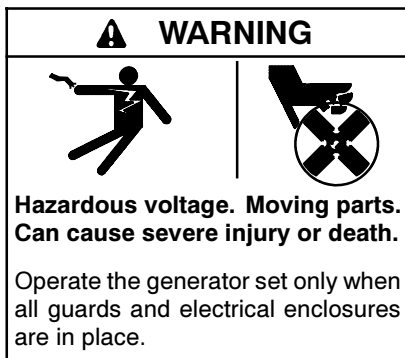 WARNING
Hazardous voltage. Moving parts.
Can cause severe injury or death.
Operate the generator set only when
all guards and electrical enclosures
are in place.